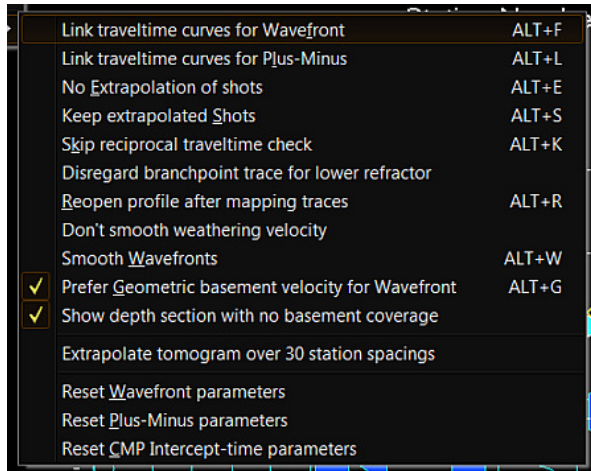 Link traveltime curves for Wavefront ALT+F
Link traveltime curves for Plus-Minus ALT+L
No Extrapolation of shots ALT+E
Keep extrapolated Shots ALT+S
Skip reciprocal traveltime check ALT+K
Disregard branchpoint trace for lower refractor
Reopen profile after mapping traces ALT+R
Don't smooth weathering velocity
Smooth Wavefronts ALT+W
Prefer Geometric basement velocity for Wavefront ALT+G
Show depth section with no basement coverage
Extrapolate tomogram over 30 station spacings
Reset Wavefront parameters
Reset Plus-Minus parameters
Reset CMP Intercept-time parameters